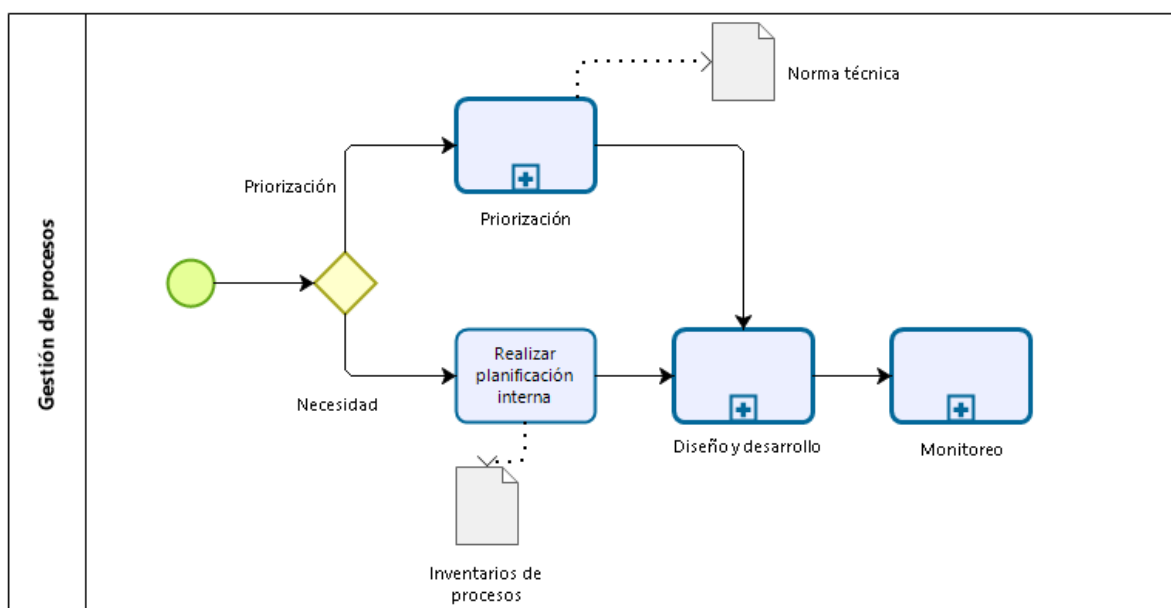 Gestión de procesos
Norma técnica
Priorización
Priorización
Necesidad
Realizar
planificación
interna
Diseño y desarrollo
Monitoreo
Inventarios de
procesos